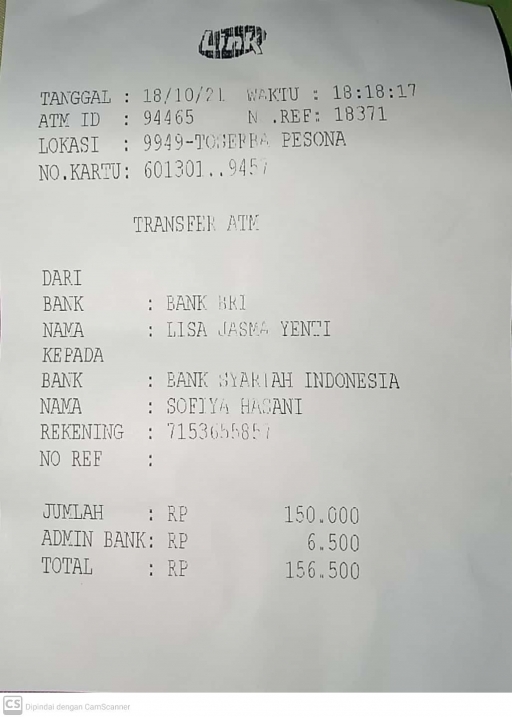 LINK
TANGGAL : 18/10/21 WAKTU : 18:18:17
ATM ID : 94465 N .REF: 18371
LOKASI : 9949-TOSERBA PESONA
NO.KARTU: 601301..9457
TRANSFER ATM
DARI
BANK : BANK BRI
NAMA : LISA JASMA YENTI
KEPADA
BANK : BANK SYARIAH INDONESIA
NAMA : SOFIYA HASANI
REKENING : 7153655857
NO REF :
JUMLAH : RP 150.000
ADMIN BANK: RP 6.500
TOTAL : RP 156.500
CS Dipindai dengan CamScanner